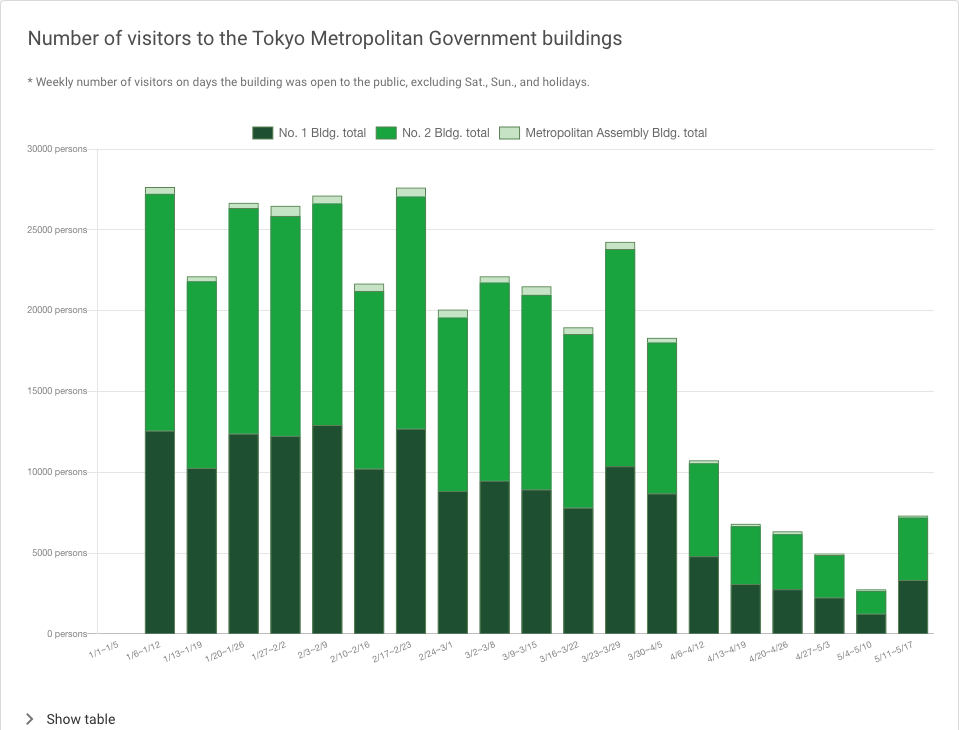 Number of visitors to the Tokyo Metropolitan Government buildings
* Weekly number of visitors on days the building was open to the public, excluding Sat., Sun., and holidays.
No. 1 Bldg. total No. 2 Bldg. total Metropolitan Assembly Bldg. total
30000 persons
25000 persons
20000 persons
15000 persons
10000 persons
5000 persons
0 persons
1/1~1/5 1/6~1/12 1/13~1/19 1/20~1/26 1/27~2/2 2/3~2/9 2/10~2/16 2/17~2/23 2/24~3/1 3/2~3/8 3/9~3/15 3/16~3/22 3/23~3/29 3/30~4/5 4/6~4/12 4/13~4/19 4/20~4/26 4/27~5/3 5/4~5/10 5/11~5/17
Show table